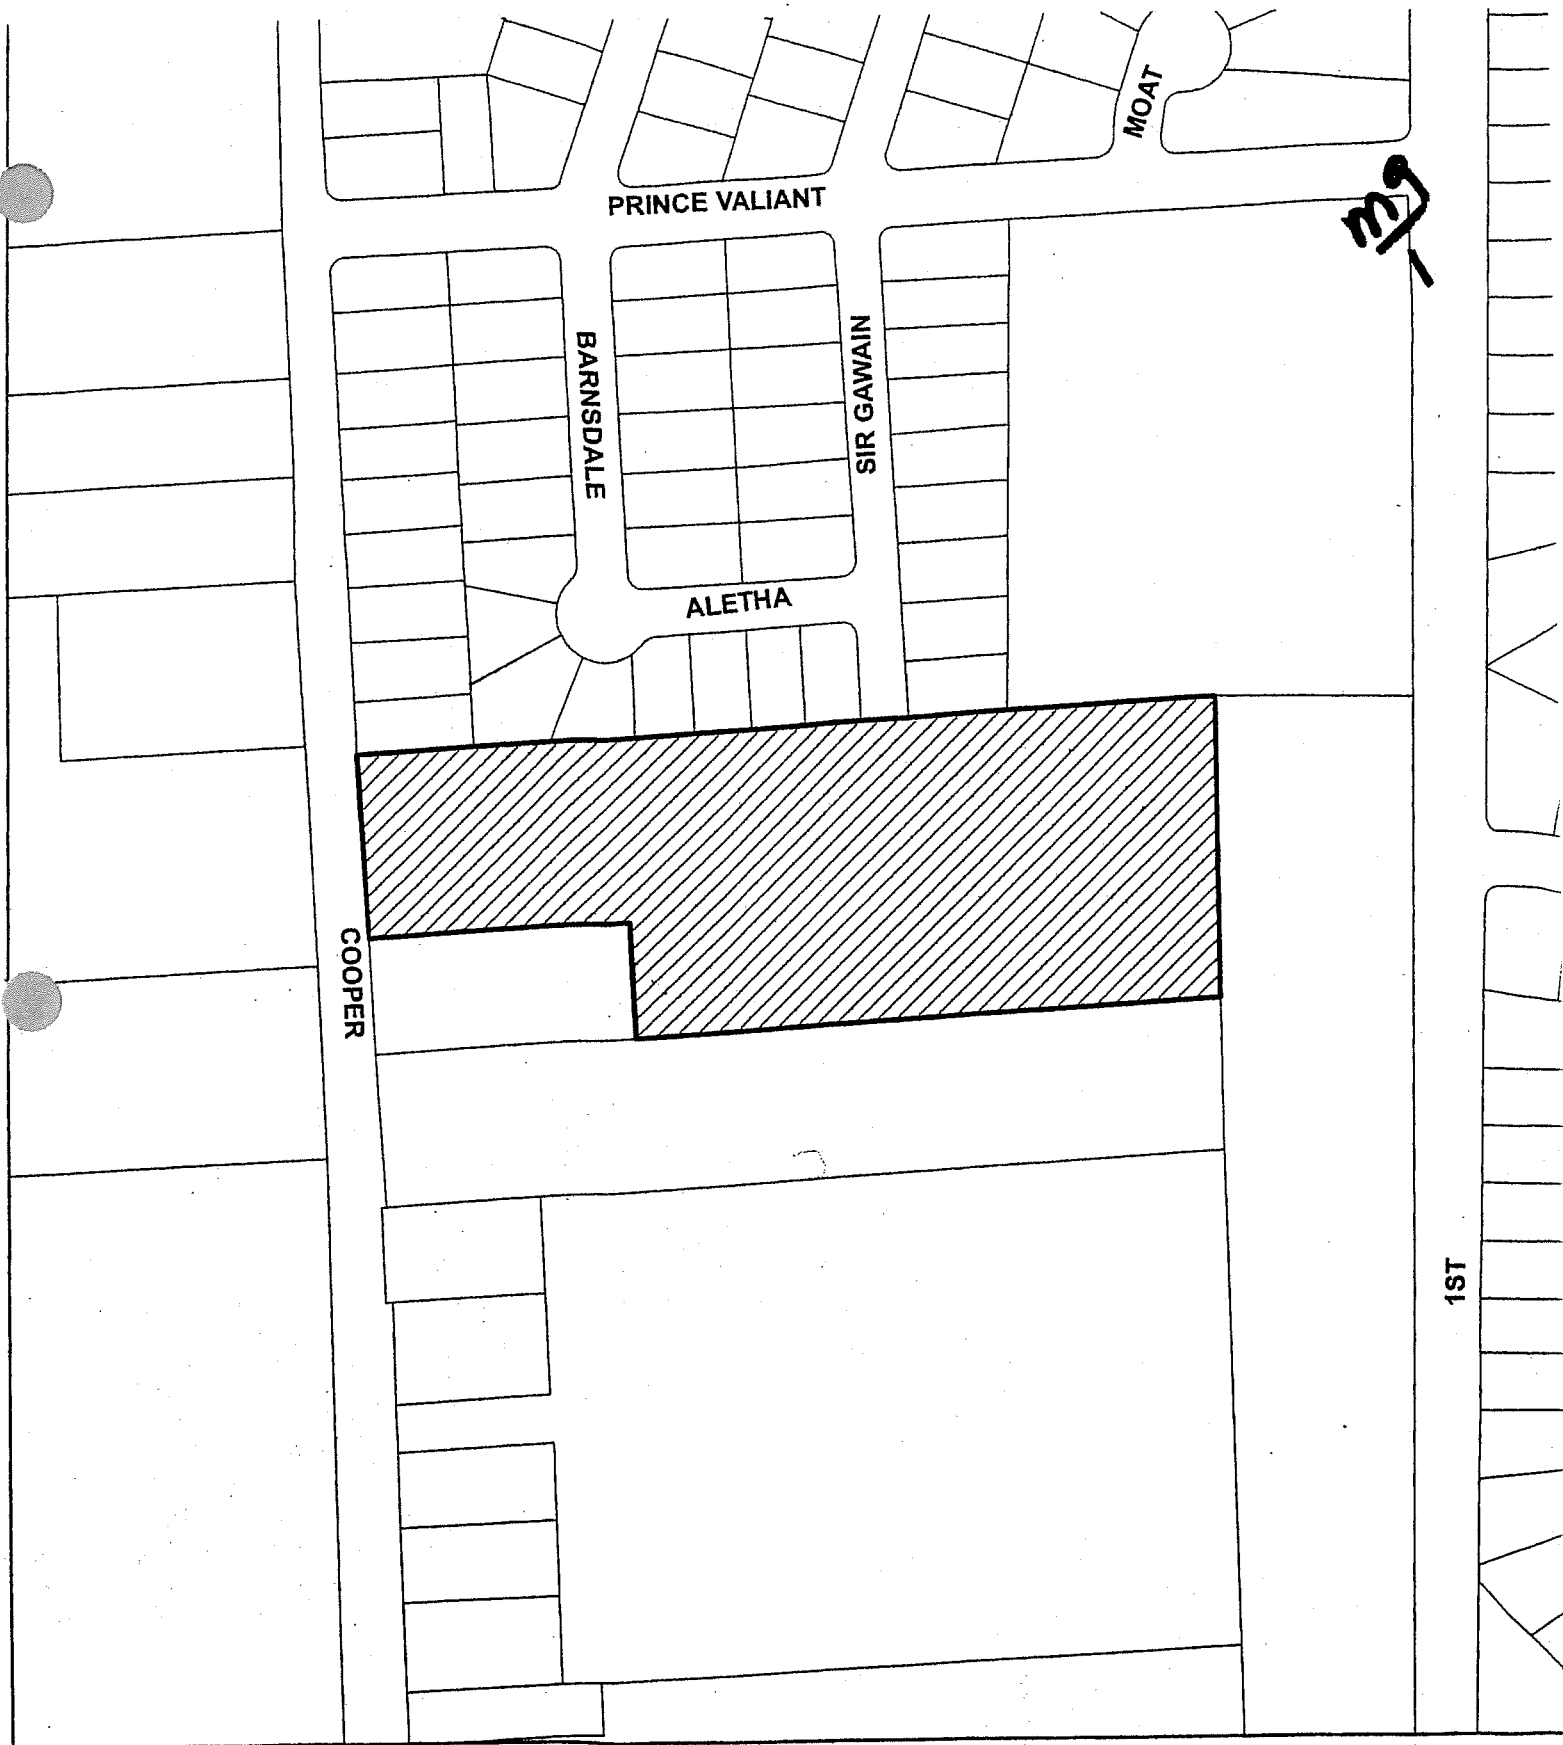 MOAT
PRINCE VALIANT
BARNSDALE
SIR GAWAIN
ALETHA
COOPER
1ST